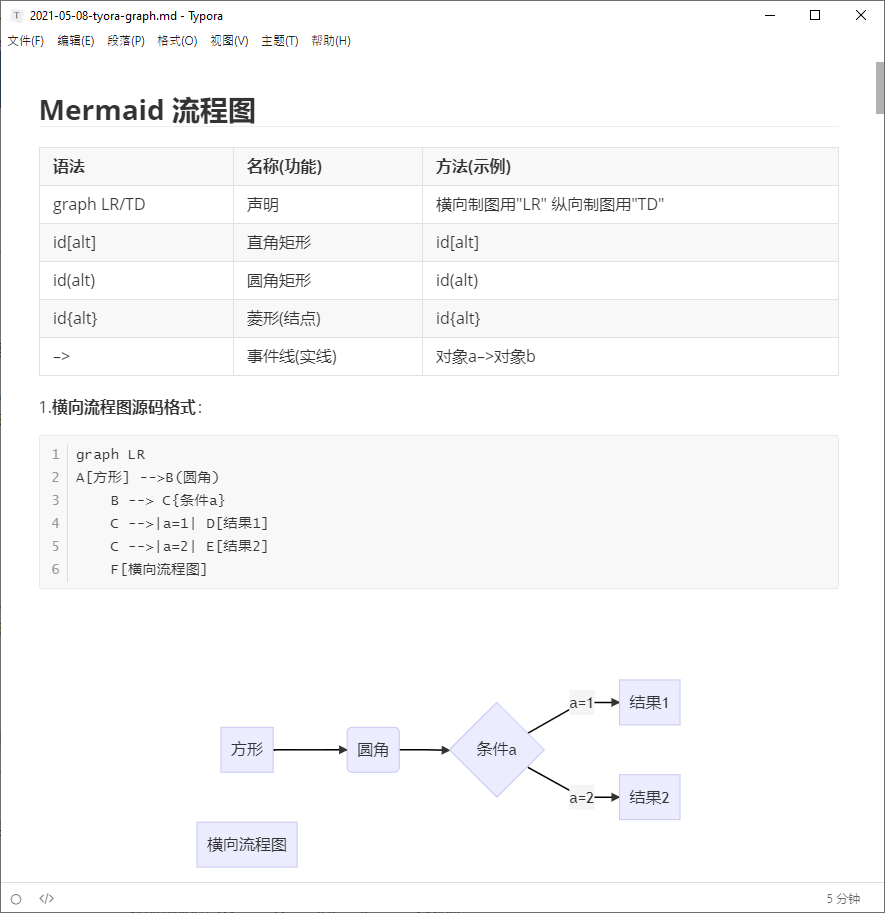 2021-05-08-tyora-graph.md - Typora
文件(F) 编辑(E) 段落(P) 格式(O) 视图(V) 主题(T) 帮助(H)
Mermaid 流程图
语法 名称(功能) 方法(示例)
graph LR/TD 声明 横向制图用"LR" 纵向制图用"TD"
id[alt] 直角矩形 id[alt]
id(alt) 圆角矩形 id(alt)
id{alt} 菱形(结点) id{alt}
–> 事件线(实线) 对象a–>对象b
1.横向流程图源码格式:
1 graph LR
2 A[方形] -->B(圆角)
3     B --> C{条件a}
4     C -->|a=1| D[结果1]
5     C -->|a=2| E[结果2]
6     F[横向流程图]
a=1 结果1
方形 圆角 条件a
a=2 结果2
横向流程图
</> 5 分钟